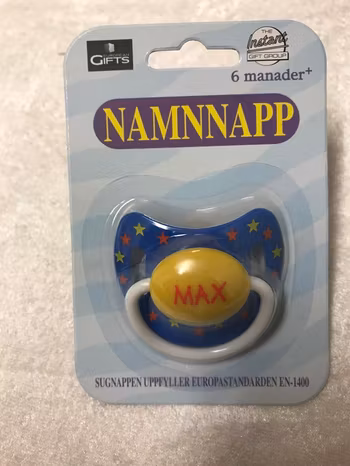 GIFTS
THE
Instant
GIFT GROUP
6 manader+
NAMNNAPP
MAX
SUGNAPPEN UPPFYLLER EUROPASTANDARDEN EN-1400